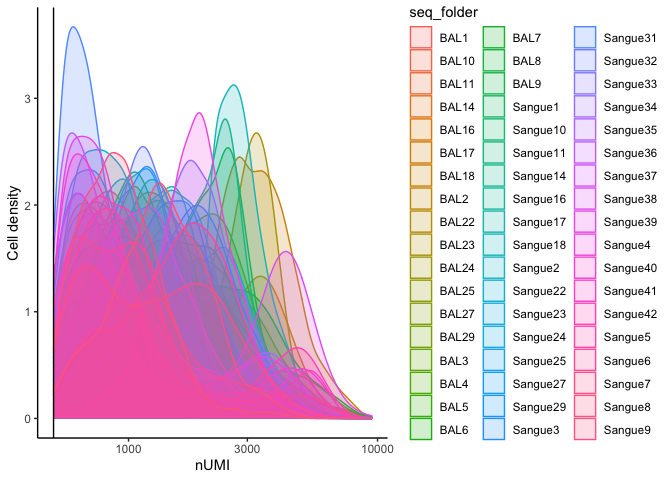 seq_folder
BAL1
BAL10
BAL11
BAL14
BAL16
BAL17
BAL18
BAL2
BAL22
BAL23
BAL24
BAL25
BAL27
BAL29
BAL3
BAL4
BAL5
BAL6
BAL7
BAL8
BAL9
Sangue1
Sangue10
Sangue11
Sangue14
Sangue16
Sangue17
Sangue18
Sangue2
Sangue22
Sangue23
Sangue24
Sangue25
Sangue27
Sangue29
Sangue3
Sangue31
Sangue32
Sangue33
Sangue34
Sangue35
Sangue36
Sangue37
Sangue38
Sangue39
Sangue4
Sangue40
Sangue41
Sangue42
Sangue5
Sangue6
Sangue7
Sangue8
Sangue9
Cell density
3
2
1
0
1000 3000 10000
nUMI